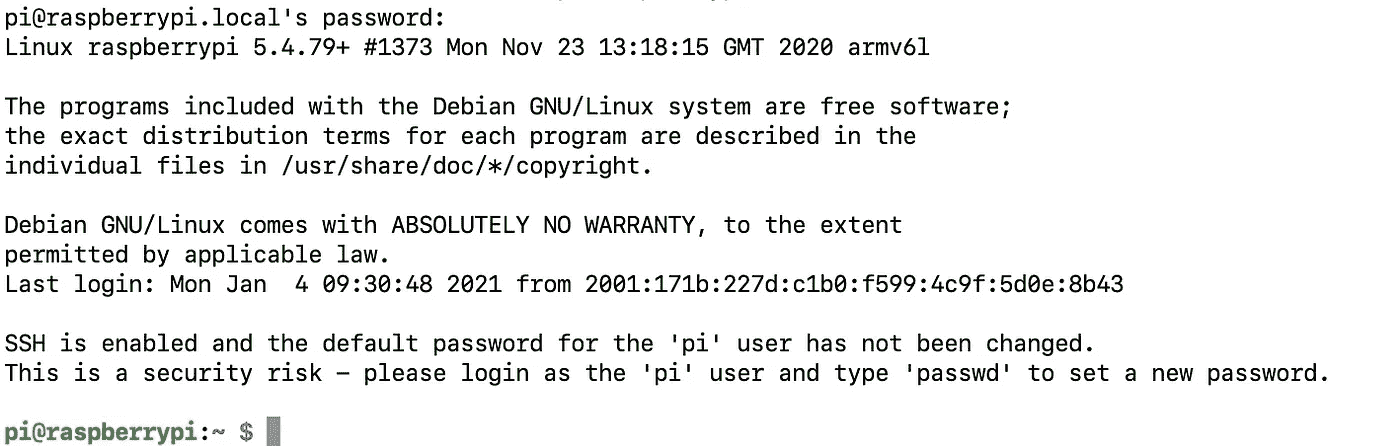 pi@raspberrypi.local's password:
Linux raspberrypi 5.4.79+ #1373 Mon Nov 23 13:18:15 GMT 2020 armv6l
The programs included with the Debian GNU/Linux system are free software;
the exact distribution terms for each program are described in the
individual files in /usr/share/doc/*/copyright.
Debian GNU/Linux comes with ABSOLUTELY NO WARRANTY, to the extent
permitted by applicable law.
Last login: Mon Jan  4 09:30:48 2021 from 2001:171b:227d:c1b0:f599:4c9f:5d0e:8b43
SSH is enabled and the default password for the 'pi' user has not been changed.
This is a security risk – please login as the 'pi' user and type 'passwd' to set a new password.
pi@raspberrypi:~ $